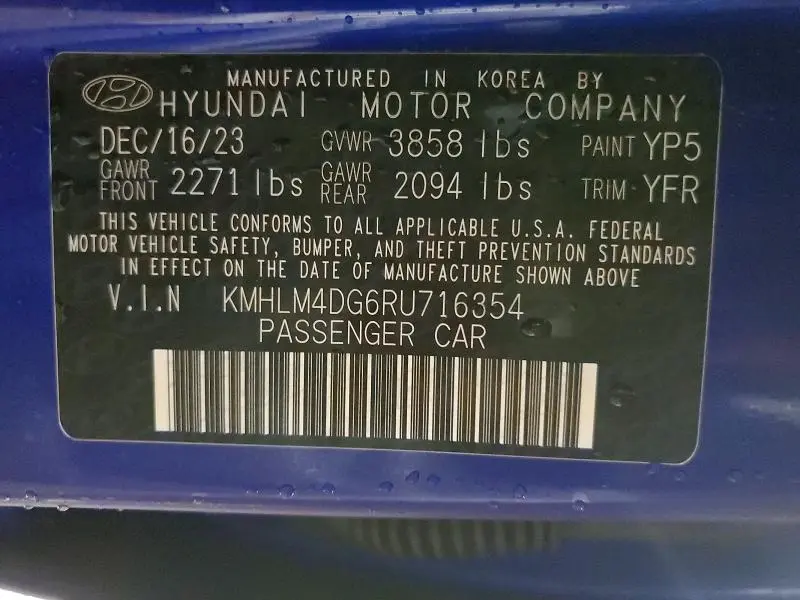 MANUFACTURED IN KOREA BY
HYUNDAI MOTOR COMPANY
DEC/16/23 GVWR 3858 lbs PAINT YP5
GAWR FRONT 2271 lbs GAWR REAR 2094 lbs TRIM YFR
THIS VEHICLE CONFORMS TO ALL APPLICABLE U.S.A. FEDERAL
MOTOR VEHICLE SAFETY, BUMPER, AND THEFT PREVENTION STANDARDS
IN EFFECT ON THE DATE OF MANUFACTURE SHOWN ABOVE
V.I.N KMHLM4DG6RU716354
PASSENGER CAR